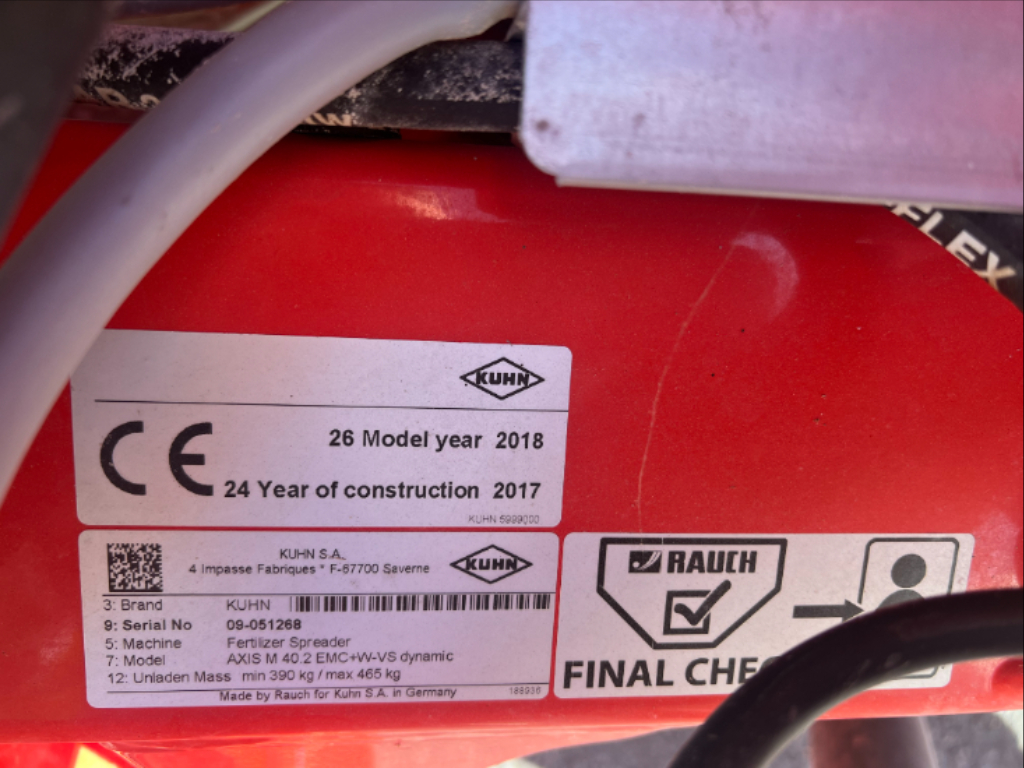 FLEX
KUHN
CE
26 Model year 2018
24 Year of construction 2017
KUHN 5999000
KUHN S.A.
4 Impasse Fabriques * F-67700 Saverne
KUHN
3: Brand KUHN
9: Serial No 09-051268
5: Machine Fertilizer Spreader
7: Model AXIS M 40.2 EMC+W-VS dynamic
12: Unladen Mass min 390 kg / max 465 kg
Made by Rauch for Kuhn S.A. in Germany 188936
RAUCH
FINAL CHE